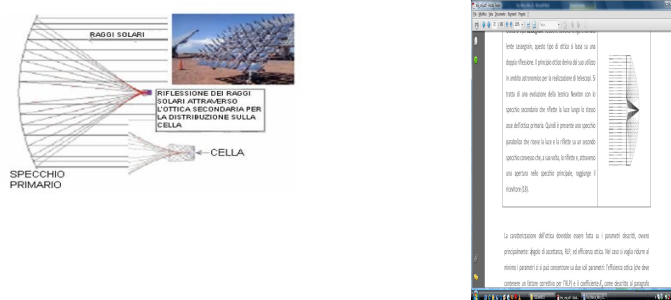 RAGGI SOLARI
RIFLESSIONE DEI RAGGI
SOLARI ATTRAVERSO
L'OTTICA SECONDARIA PER
LA DISTRIBUZIONE SULLA
CELLA
CELLA
SPECCHIO
PRIMARIO
lente cassegrain, questo tipo di ottica si basa su una
doppia riflessione. Il principio ottico deriva dal suo utilizzo
in ambito astronomico per la realizzazione di telescopi. Si
tratta di una evoluzione della tecnica Newton con lo
specchio secondario che riflette la luce lungo lo stesso
asse dell'ottica primaria. Quindi è presente uno specchio
parabolico che riceve la luce e la riflette su un secondo
specchio convesso che, a sua volta, la riflette e, attraverso
una apertura nello specchio principale, raggiunge il
ricevitore
La caratterizzazione dell'ottica dovrebbe essere fatta su i parametri descritti, ovvero
principalmente: angolo di accettanza, ed efficienza ottica. Nel caso si voglia ridurre al
minimo i parametri ci si può concentrare su due soli parametri: l'efficienza ottica (che deve
contenere un fattore correttivo per e il coefficiente come descritto al paragrafo